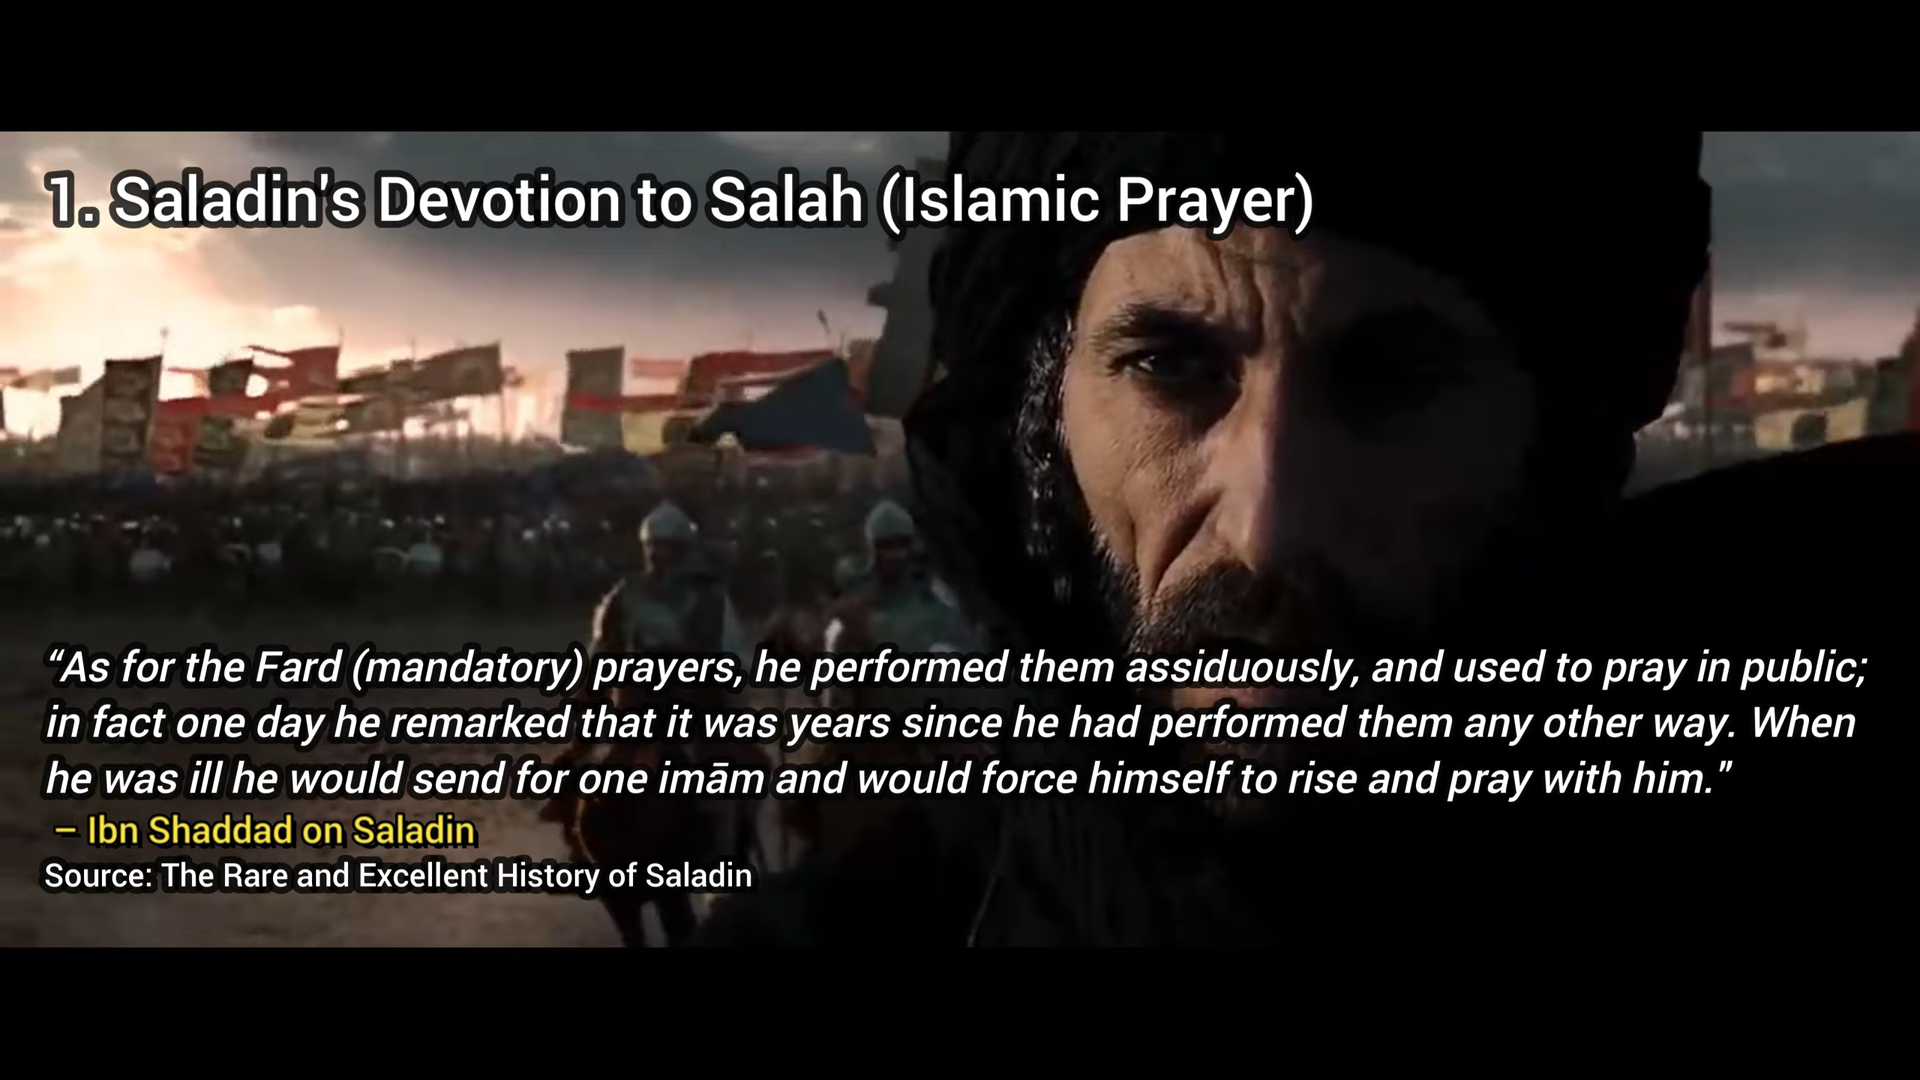 1. Saladin's Devotion to Salah (Islamic Prayer)
“As for the Fard (mandatory) prayers, he performed them assiduously, and used to pray in public;
in fact one day he remarked that it was years since he had performed them any other way. When
he was ill he would send for one imām and would force himself to rise and pray with him."
– Ibn Shaddad on Saladin
Source: The Rare and Excellent History of Saladin